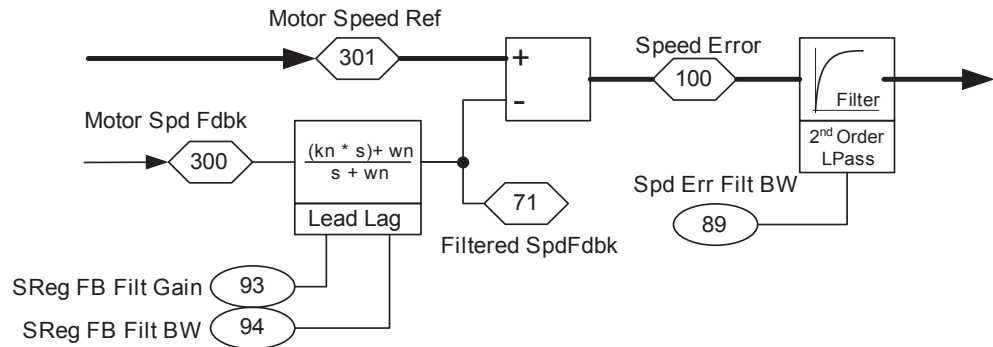 Motor Speed Ref
301
+
-
Speed Error
100
Filter
2nd Order
LPass
Motor Spd Fdbk
300
(kn * s)+ wn
s + wn
Lead Lag
71
Filtered SpdFdbk
Spd Err Filt BW
89
SReg FB Filt Gain
93
SReg FB Filt BW
94